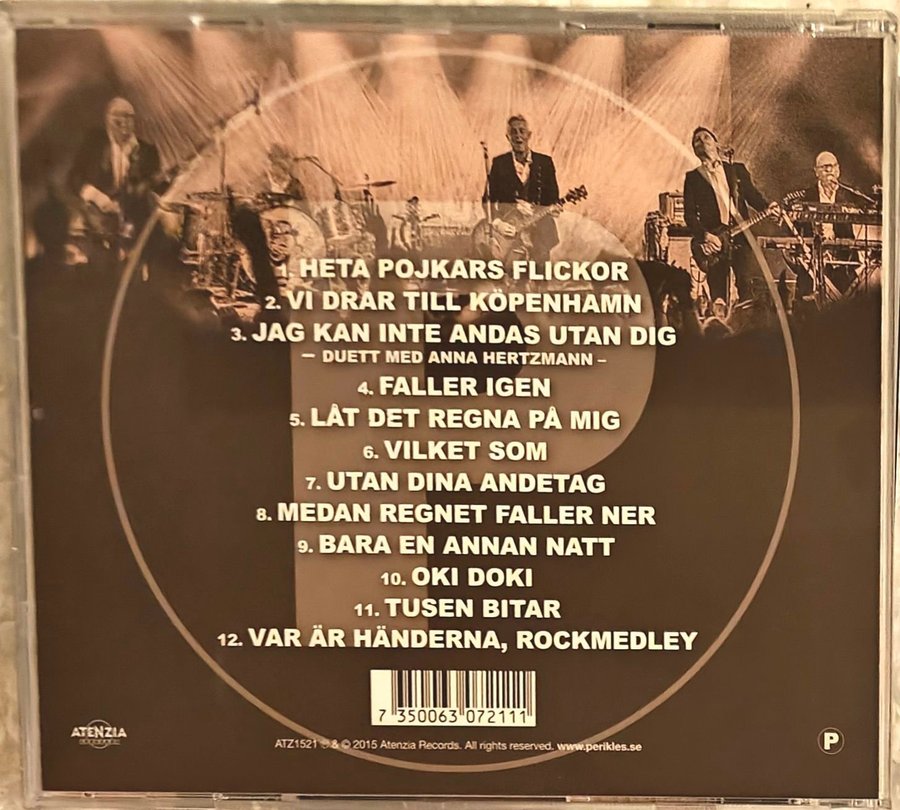 1. HETA POJKARS FLICKOR
2. VI DRAR TILL KÖPENHAMN
3. JAG KAN INTE ANDAS UTAN DIG
– DUETT MED ANNA HERTZMANN –
4. FALLER IGEN
5. LÅT DET REGNA PÅ MIG
6. VILKET SOM
7. UTAN DINA ANDETAG
8. MEDAN REGNET FALLER NER
9. BARA EN ANNAN NATT
10. OKI DOKI
11. TUSEN BITAR
12. VAR ÄR HÄNDERNA, ROCKMEDLEY
7 350063 072111
ATENZIA
ATZ1521 ℗ & © 2015 Atenzia Records. All rights reserved. www.perikles.se
P